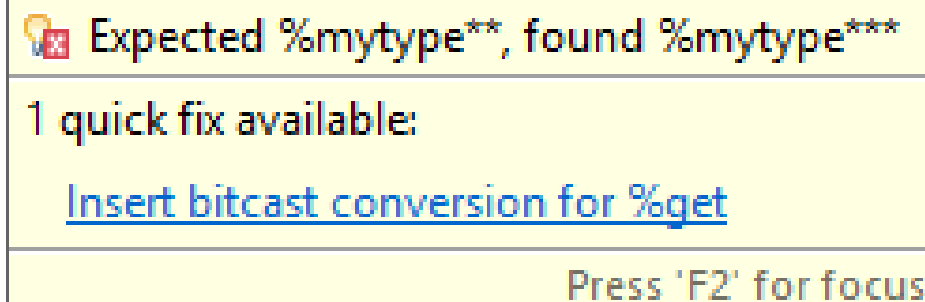 Expected %mytype**, found %mytype***
1 quick fix available:
Insert bitcast conversion for %get
Press 'F2' for focus